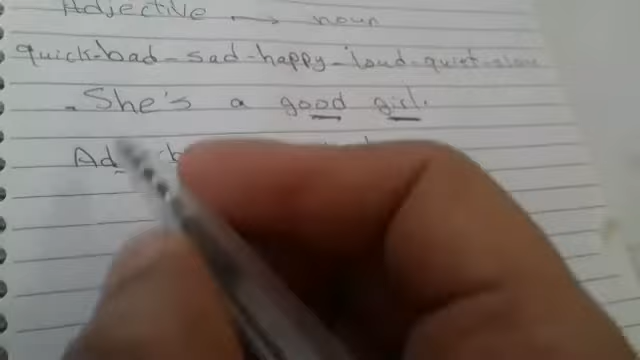 Adjective → noun
quick-bad-sad-happy-loud-quiet-slow
. She's a good girl.
Ad